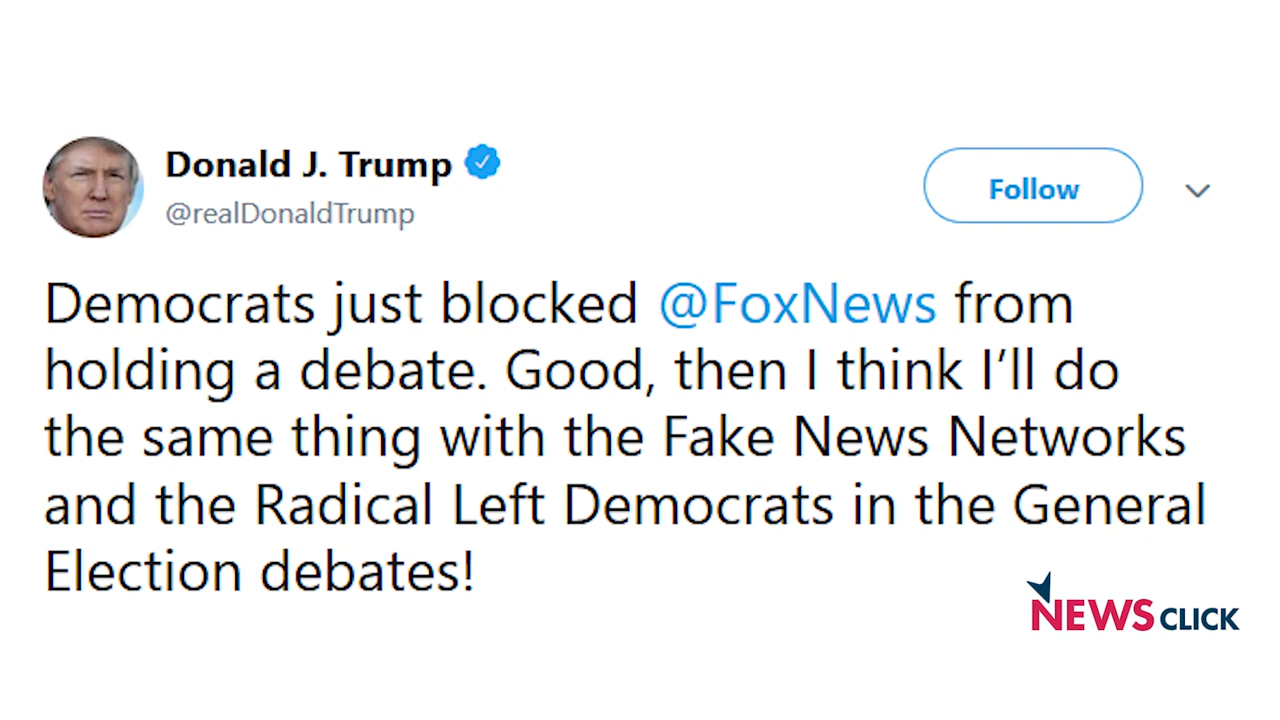 Donald J. Trump
@realDonaldTrump
Follow
Democrats just blocked @FoxNews from
holding a debate. Good, then I think I’ll do
the same thing with the Fake News Networks
and the Radical Left Democrats in the General
Election debates!
NEWS CLICK